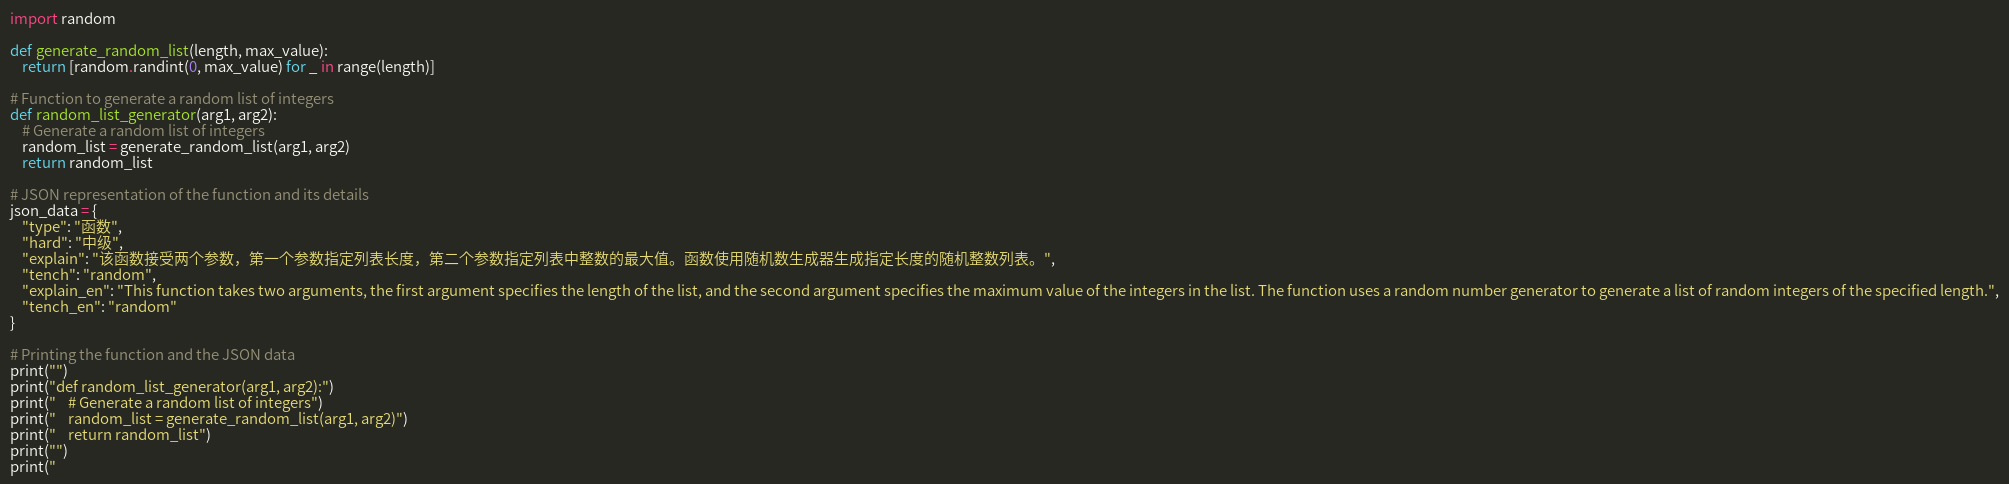 import random

def generate_random_list(length, max_value):
    return [random.randint(0, max_value) for _ in range(length)]

# Function to generate a random list of integers
def random_list_generator(arg1, arg2):
    # Generate a random list of integers
    random_list = generate_random_list(arg1, arg2)
    return random_list

# JSON representation of the function and its details
json_data = {
    "type": "函数",
    "hard": "中级",
    "explain": "该函数接受两个参数，第一个参数指定列表长度，第二个参数指定列表中整数的最大值。函数使用随机数生成器生成指定长度的随机整数列表。",
    "tench": "random",
    "explain_en": "This function takes two arguments, the first argument specifies the length of the list, and the second argument specifies the maximum value of the integers in the list. The function uses a random number generator to generate a list of random integers of the specified length.",
    "tench_en": "random"
}

# Printing the function and the JSON data
print("")
print("def random_list_generator(arg1, arg2):")
print("    # Generate a random list of integers")
print("    random_list = generate_random_list(arg1, arg2)")
print("    return random_list")
print("")
print("